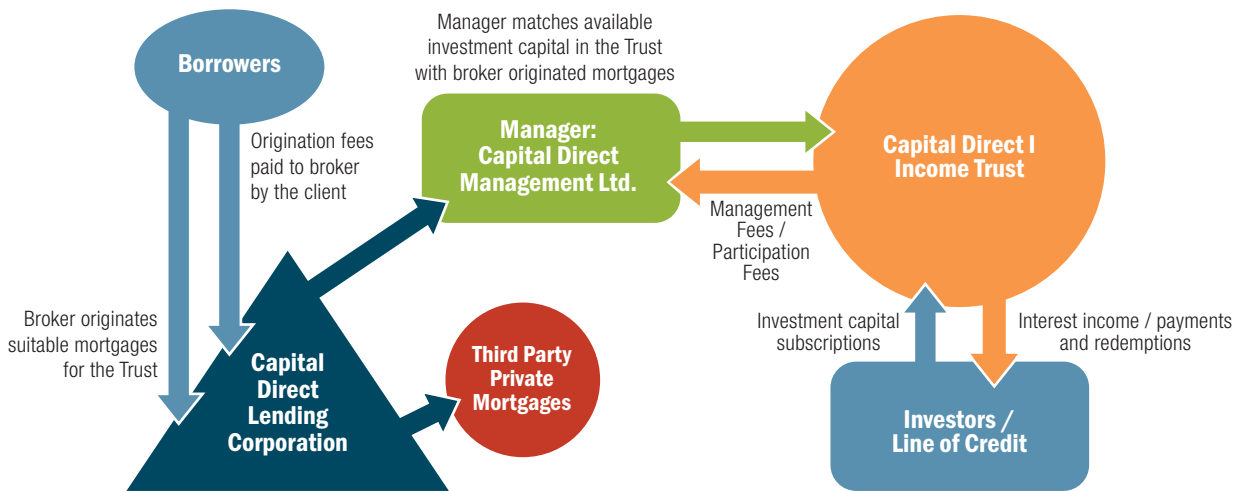 Borrowers
Manager matches available
investment capital in the Trust
with broker originated mortgages
Origination fees
paid to broker
by the client
Manager:
Capital Direct
Management Ltd.
Capital Direct I
Income Trust
Management
Fees /
Participation
Fees
Broker originates
suitable mortgages
for the Trust
Capital
Direct
Lending
Corporation
Third Party
Private
Mortgages
Investment capital
subscriptions
Interest income / payments
and redemptions
Investors /
Line of Credit